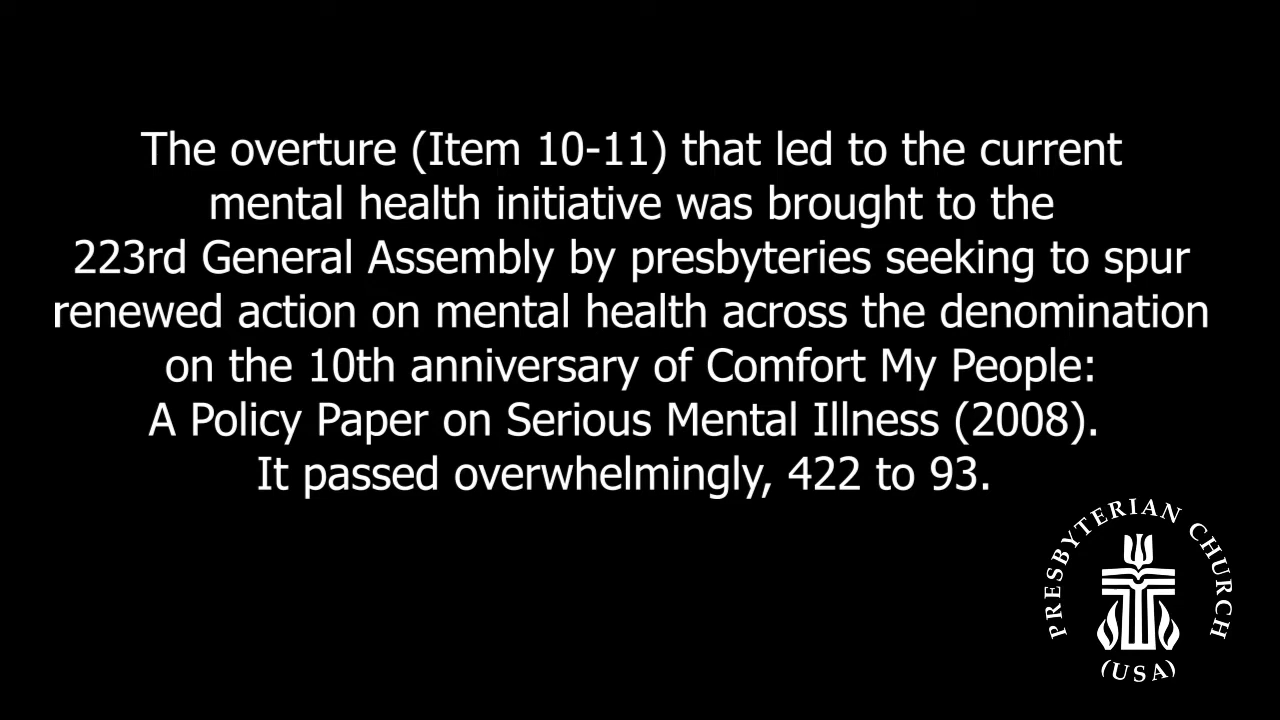 The overture (Item 10-11) that led to the current
mental health initiative was brought to the
223rd General Assembly by presbyteries seeking to spur
renewed action on mental health across the denomination
on the 10th anniversary of Comfort My People:
A Policy Paper on Serious Mental Illness (2008).
It passed overwhelmingly, 422 to 93.
PRESBYTERIAN CHURCH
(USA)